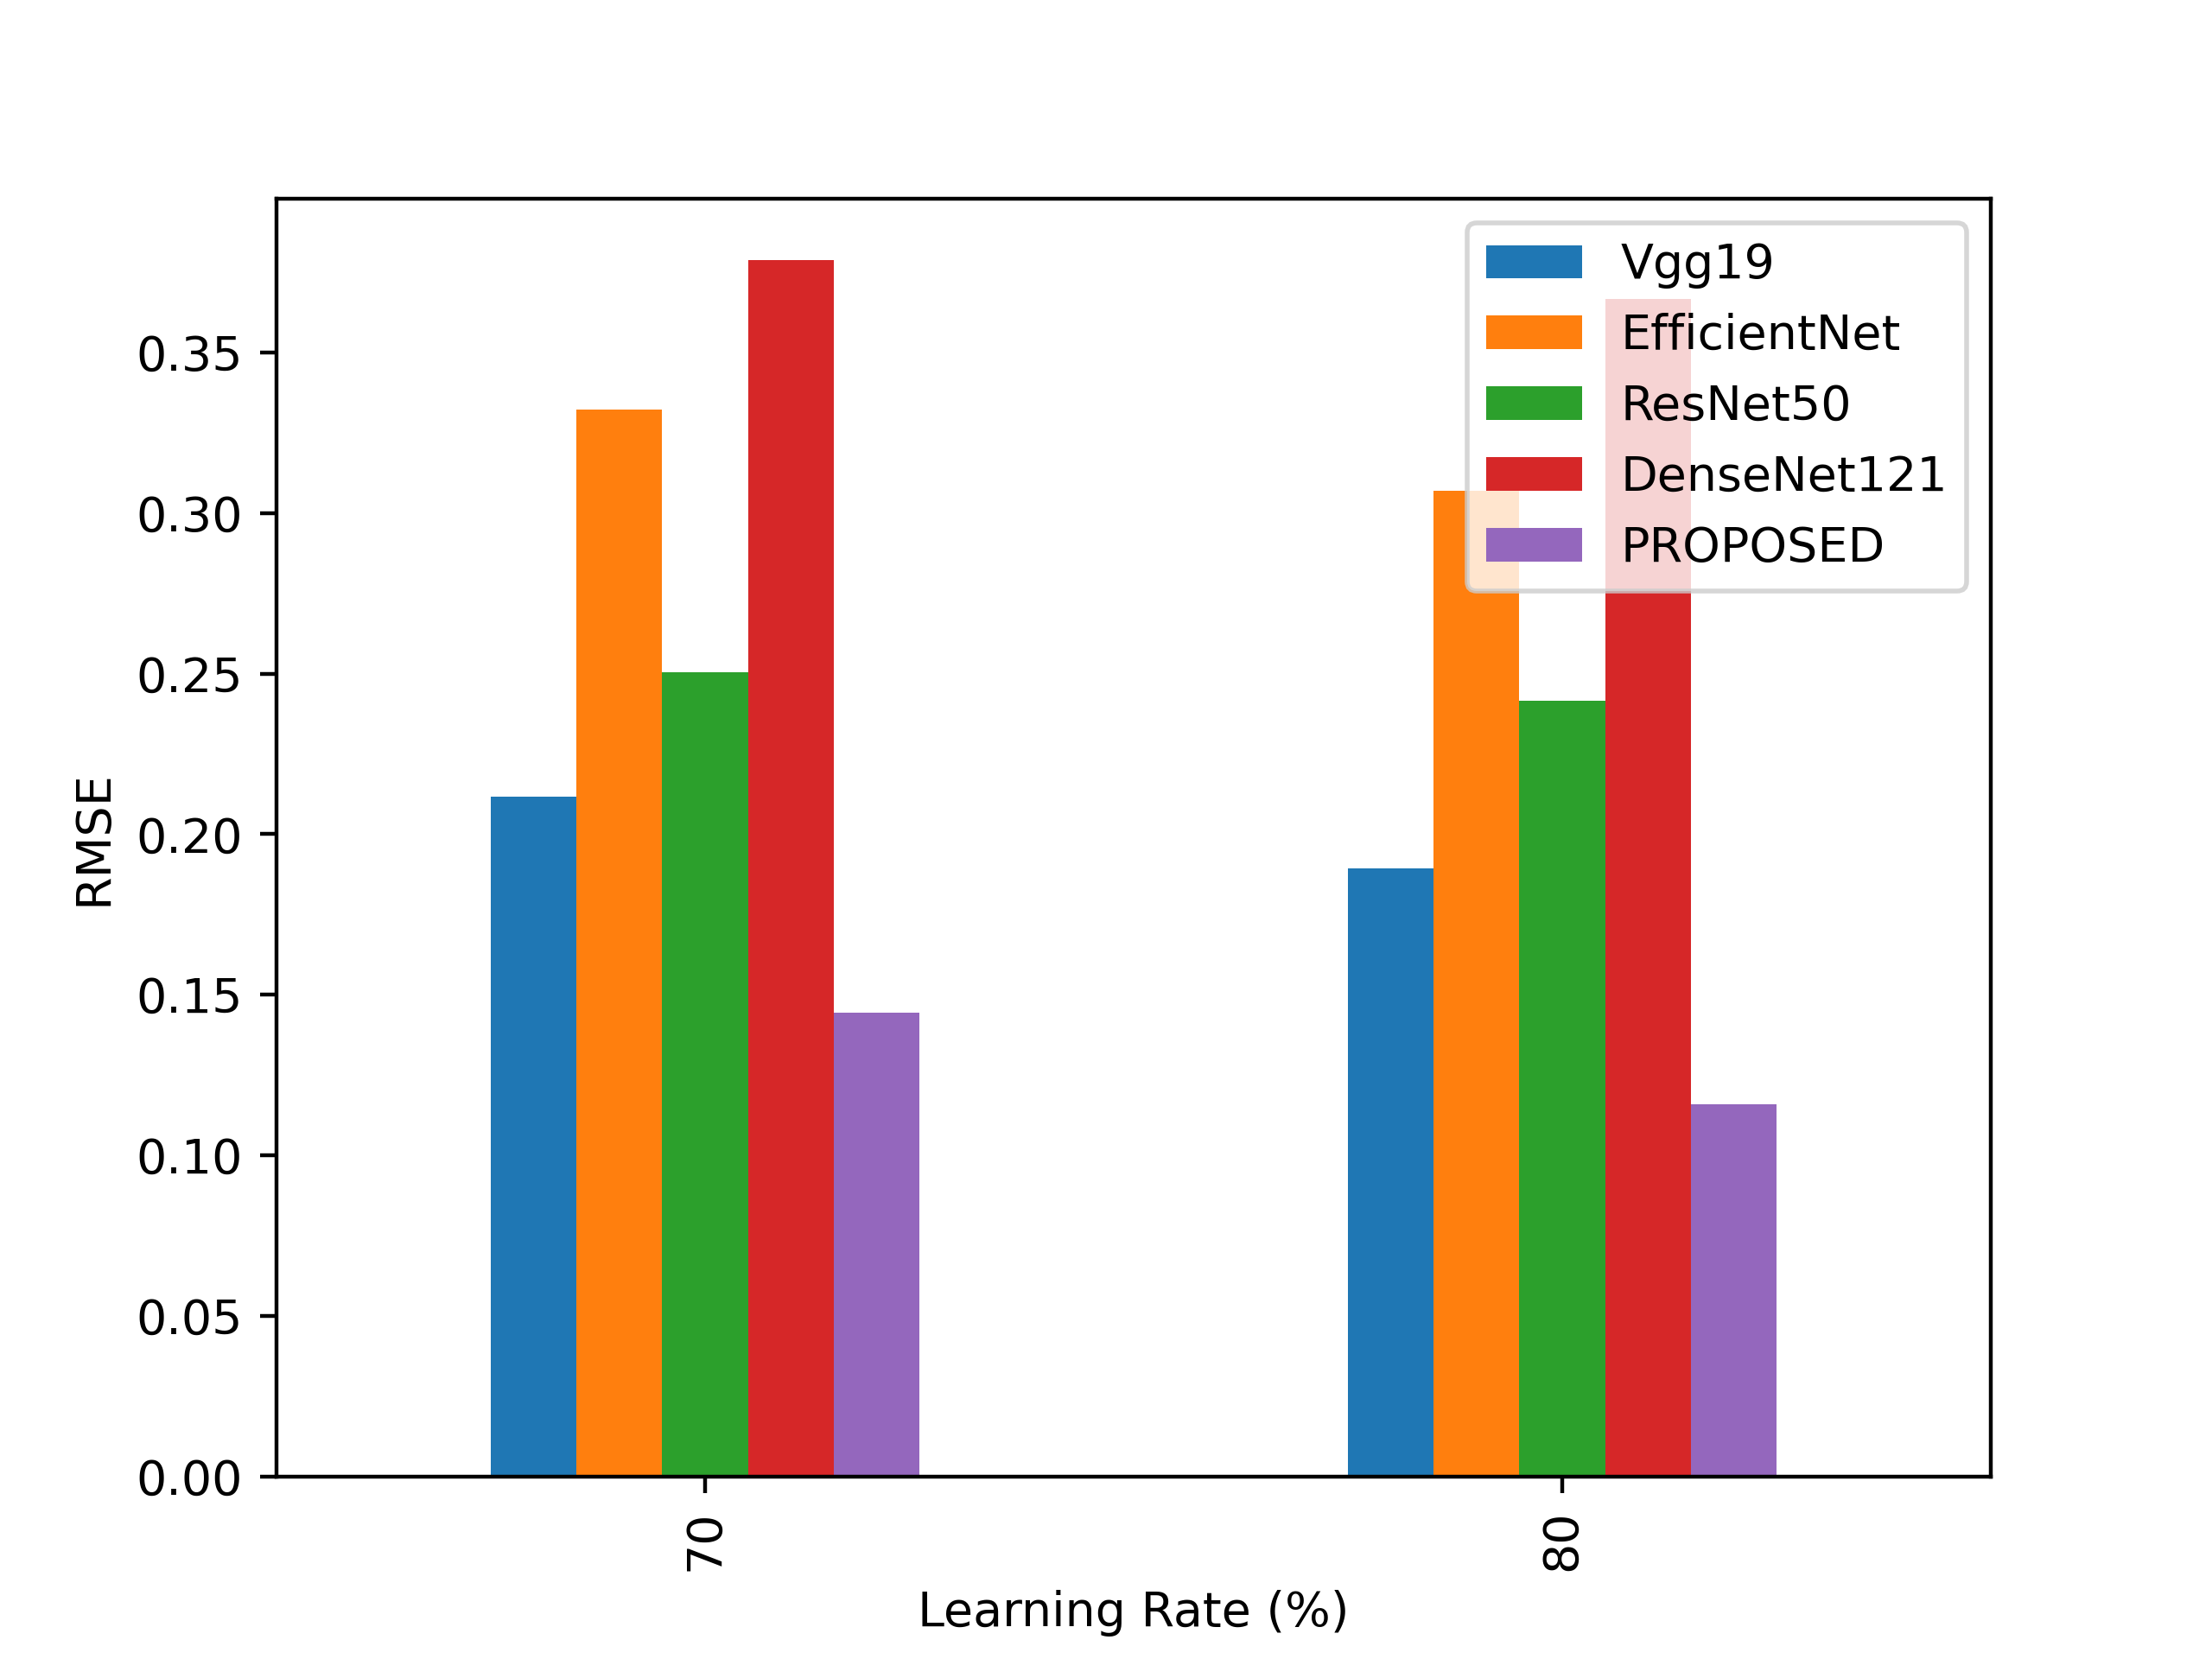 Vgg19
EfficientNet
ResNet50
DenseNet121
PROPOSED
0.35
0.30
0.25
0.20
0.15
0.10
0.05
0.00
RMSE
70
80
Learning Rate (%)